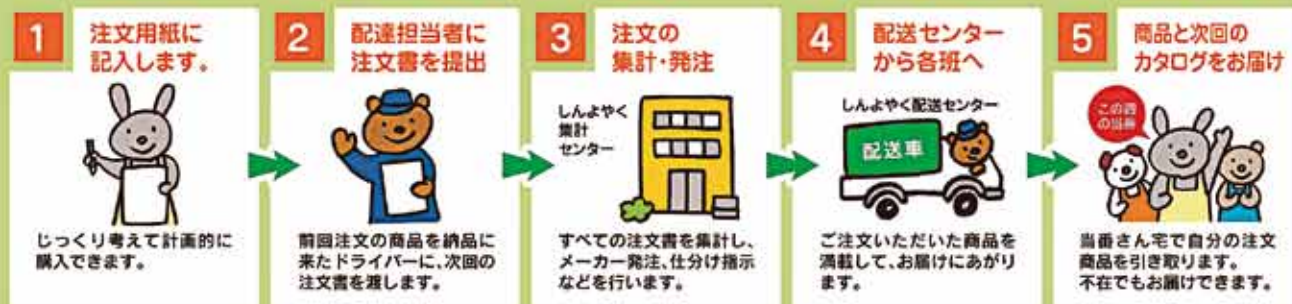 1
注文用紙に
記入します。
じっくり考えて計画的に
購入できます。
2
配達担当者に
注文書を提出
前回注文の商品を納品に
来たドライバーに、次回の
注文書を渡します。
3
注文の
集計・発注
しんよやく
集計
センター
すべての注文書を集計し、
メーカー発注、仕分け指示
などを行います。
4
配送センター
から各班へ
しんよやく配送センター
配送車
ご注文いただいた商品を
満載して、お届けにあがり
ます。
5
商品と次回の
カタログをお届け
この週
の当番
当番さん宅で自分の注文
商品を引き取ります。
不在でもお届けできます。